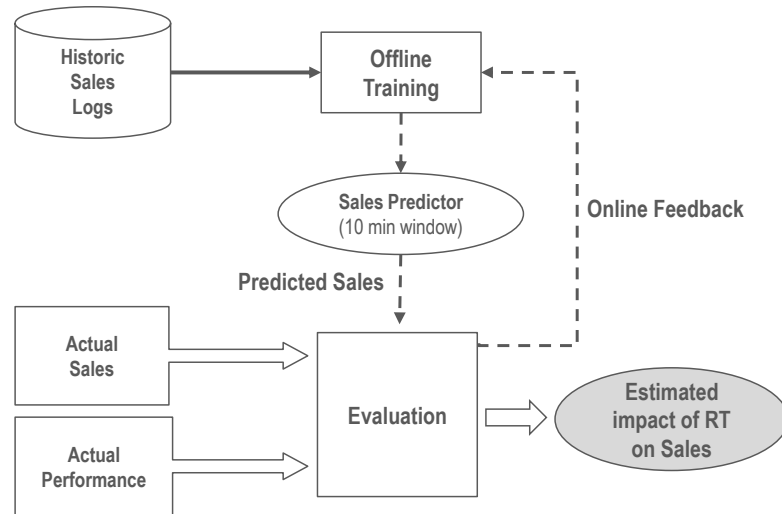 Historic
Sales
Logs
Offline
Training
Sales Predictor
(10 min window)
Online Feedback
Predicted Sales
Actual
Sales
Evaluation
Estimated
impact of RT
on Sales
Actual
Performance